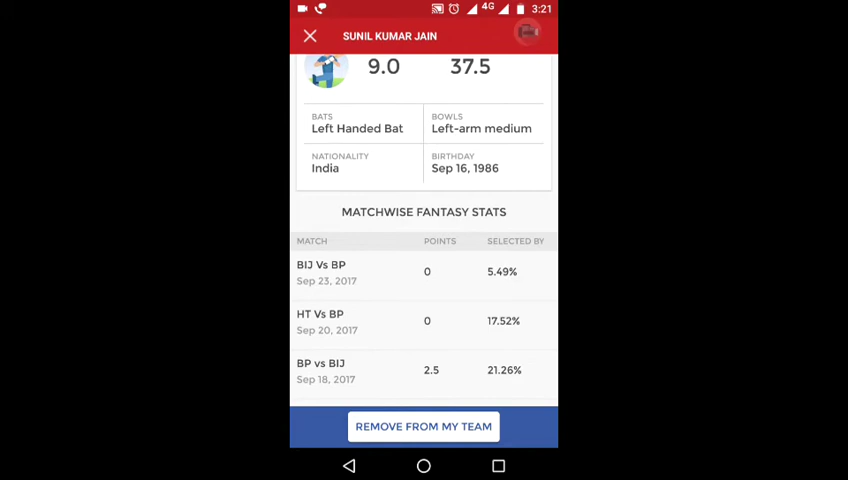 4G 3:21
SUNIL KUMAR JAIN
9.0 37.5
BATS BOWLS
Left Handed Bat Left-arm medium
NATIONALITY BIRTHDAY
India Sep 16, 1986
MATCHWISE FANTASY STATS
MATCH POINTS SELECTED BY
BIJ Vs BP 0 5.49%
Sep 23, 2017
HT Vs BP 0 17.52%
Sep 20, 2017
BP vs BIJ 2.5 21.26%
Sep 18, 2017
REMOVE FROM MY TEAM